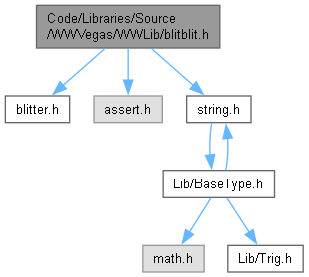 Code/Libraries/Source
/WWVegas/WWLib/blitblit.h
blitter.h
assert.h
string.h
Lib/BaseType.h
math.h
Lib/Trig.h